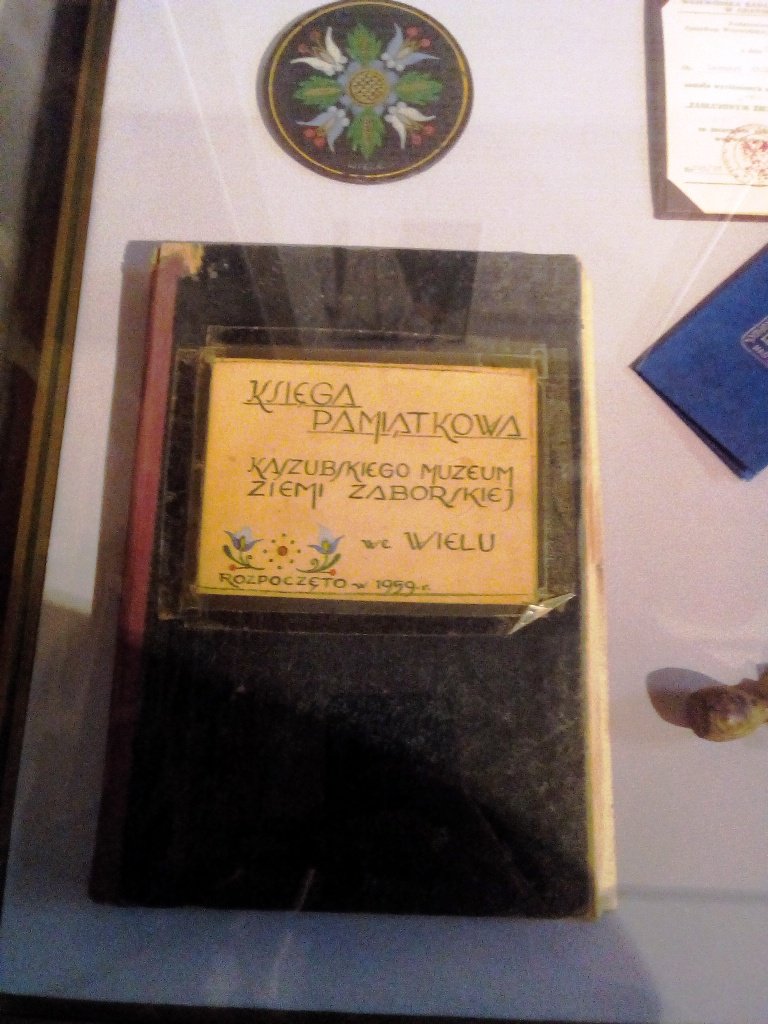 KSIĘGA
PAMIĄTKOWA
KASZUBSKIEGO MUZEUM
ZIEMI ZABORSKIEJ
we WIELU
ROZPOCZĘTO w 1959 r.